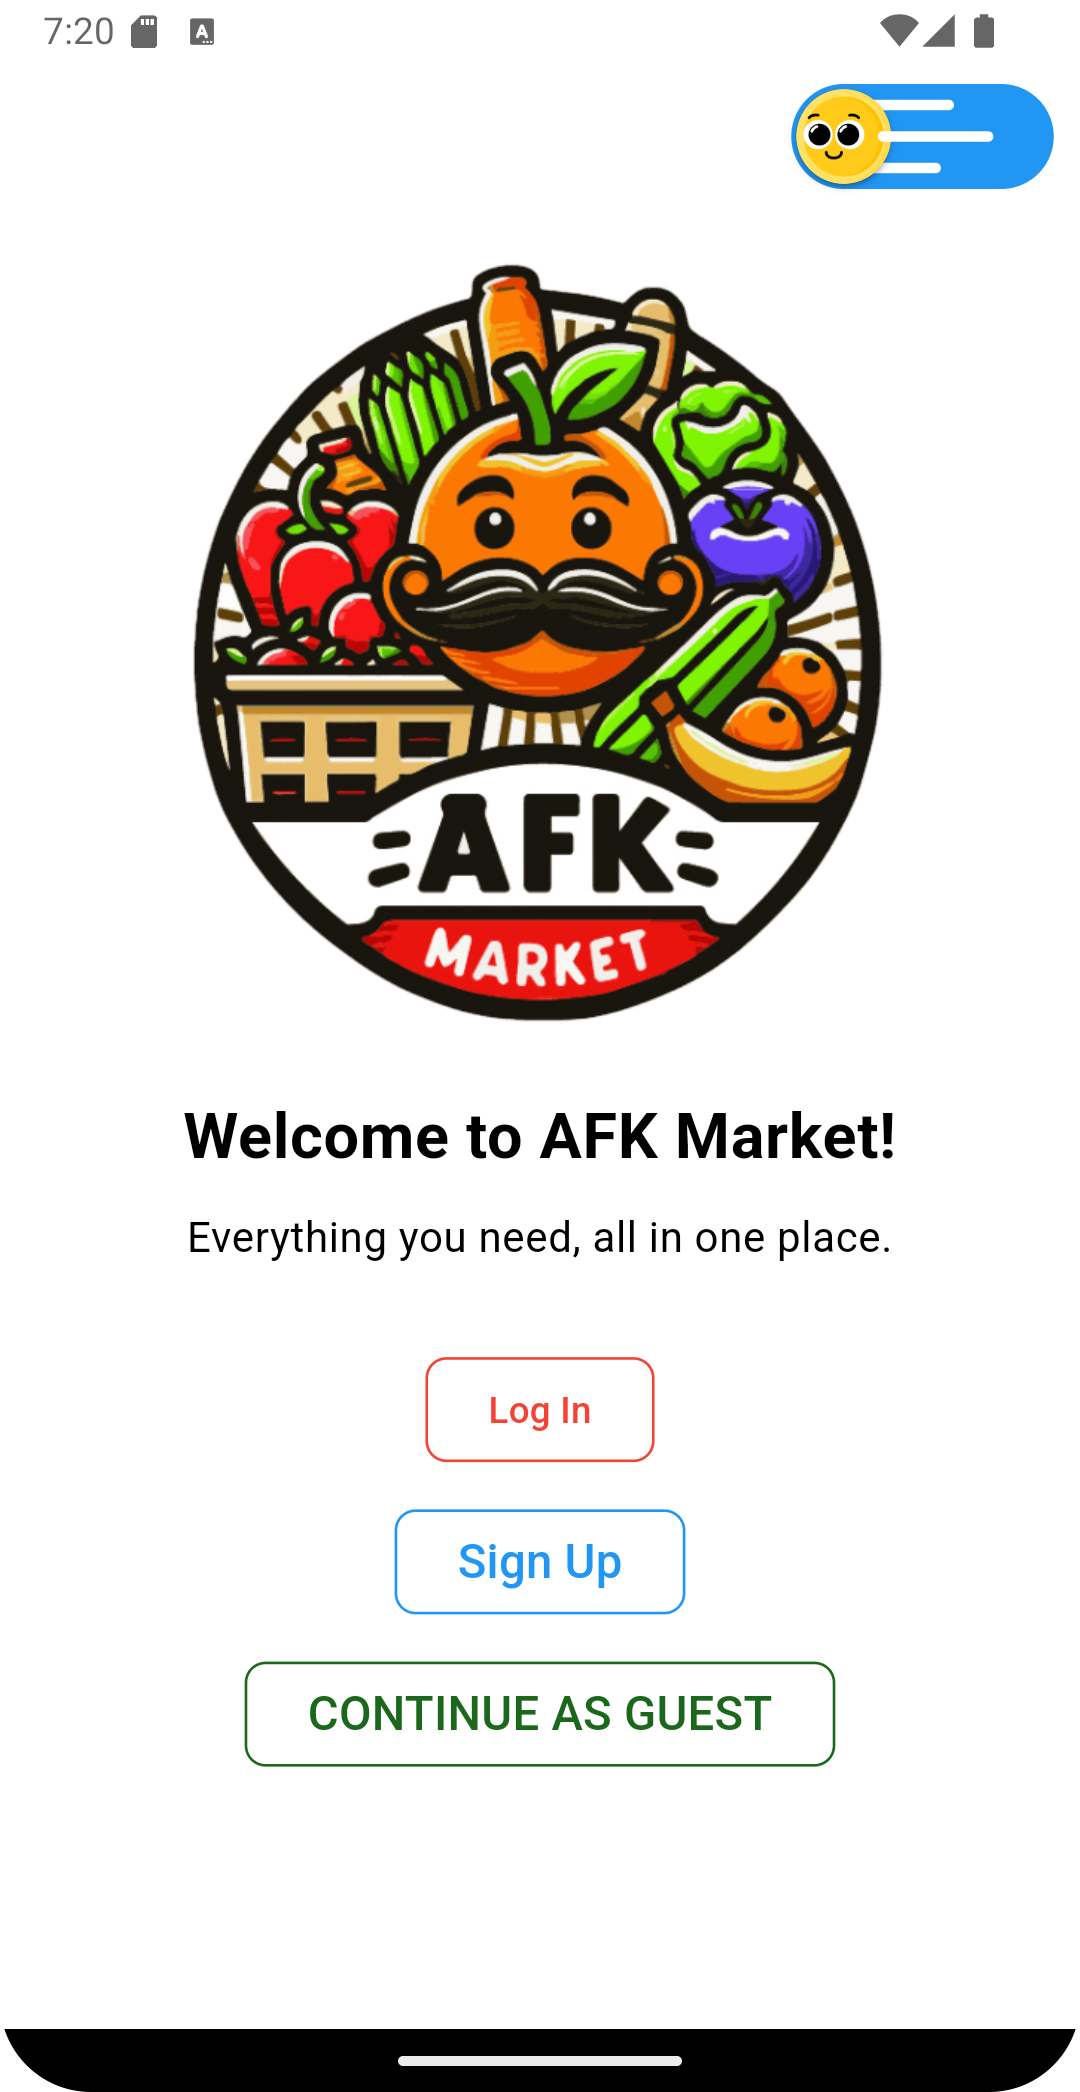 7:20
A
AFK
MARKET
Welcome to AFK Market!
Everything you need, all in one place.
Log In
Sign Up
CONTINUE AS GUEST